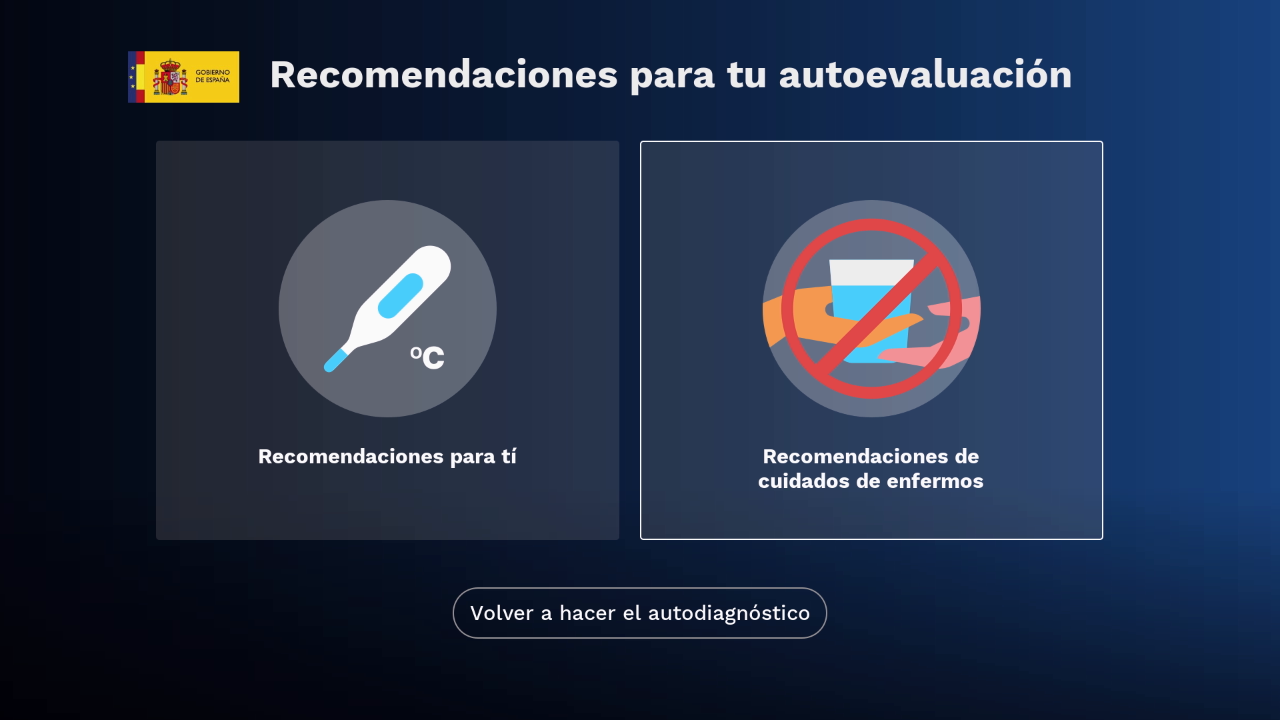 GOBIERNO
DE ESPAÑA
Recomendaciones para tu autoevaluación
ºC
Recomendaciones para tí
Recomendaciones de
cuidados de enfermos
Volver a hacer el autodiagnóstico